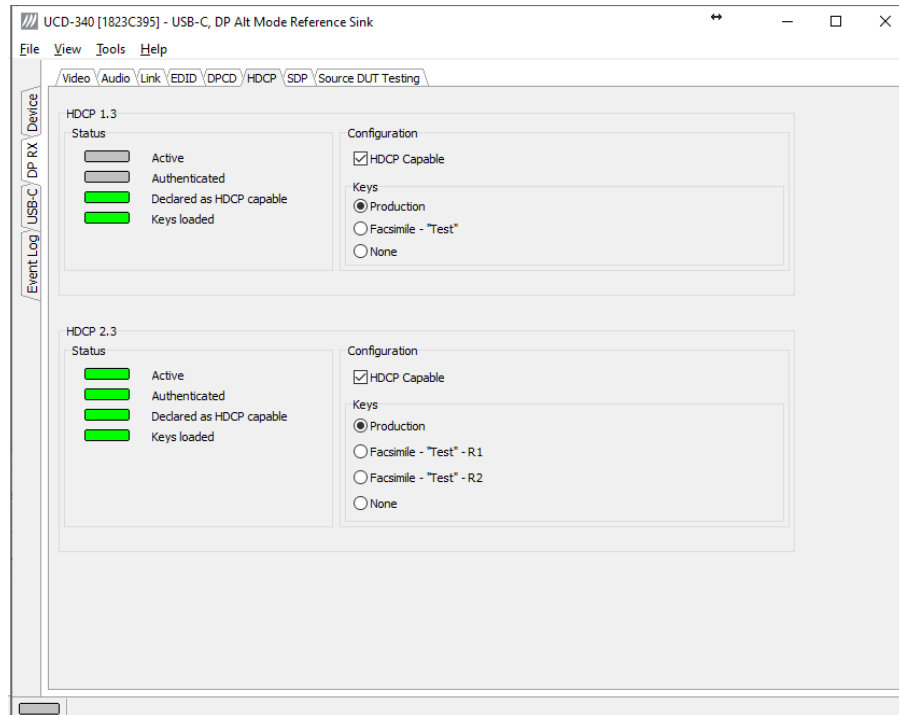 UCD-340 [1823C395] - USB-C, DP Alt Mode Reference Sink
File View Tools Help
Video Audio Link EDID DPCD HDCP SDP Source DUT Testing
Device
DP RX
USB-C
Event Log
HDCP 1.3
Status
Active
Authenticated
Declared as HDCP capable
Keys loaded
Configuration
HDCP Capable
Keys
Production
Facsimile - "Test"
None
HDCP 2.3
Status
Active
Authenticated
Declared as HDCP capable
Keys loaded
Configuration
HDCP Capable
Keys
Production
Facsimile - "Test" - R1
Facsimile - "Test" - R2
None